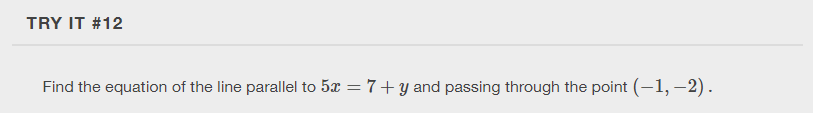 TRY IT #12
Find the equation of the line parallel to 5x = 7 + y and passing through the point (−1, −2) .